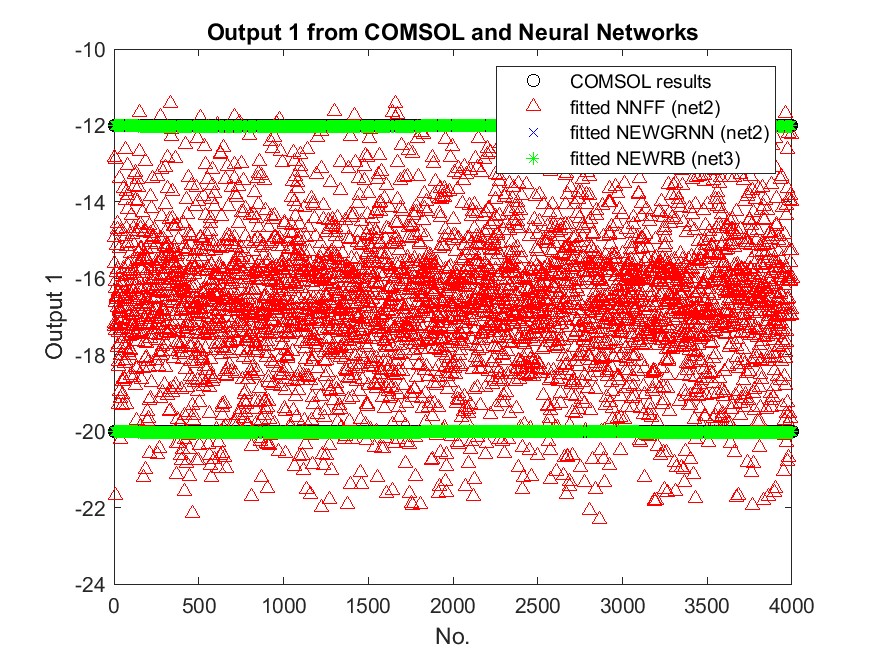 Output 1 from COMSOL and Neural Networks
-10
-12
-14
-16
-18
-20
-22
-24
Output 1
COMSOL results
fitted NNFF (net2)
fitted NEWGRNN (net2)
fitted NEWRB (net3)
0 500 1000 1500 2000 2500 3000 3500 4000
No.